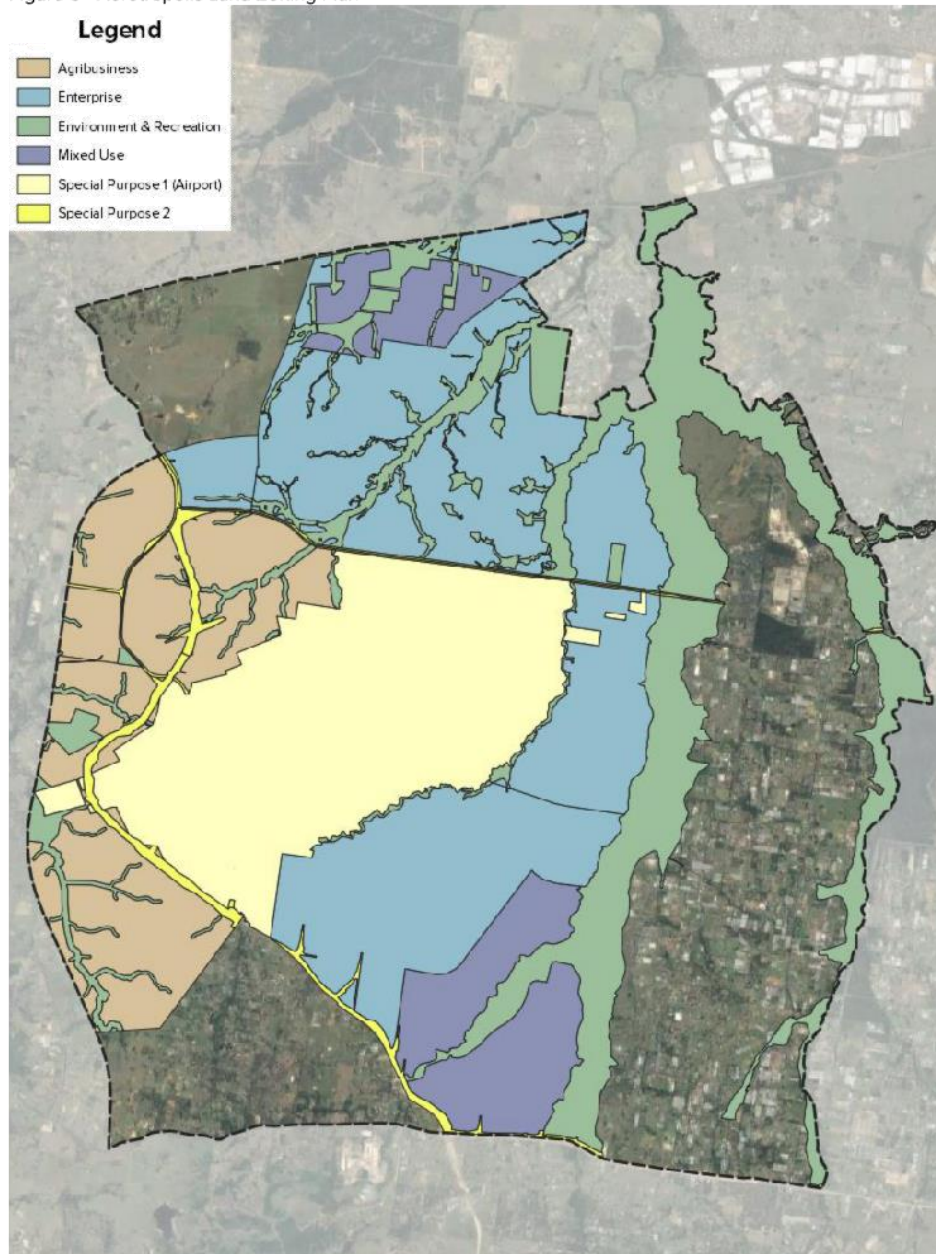 Legend
Agribusiness
Enterprise
Environment & Recreation
Mixed Use
Special Purpose 1 (Airport)
Special Purpose 2